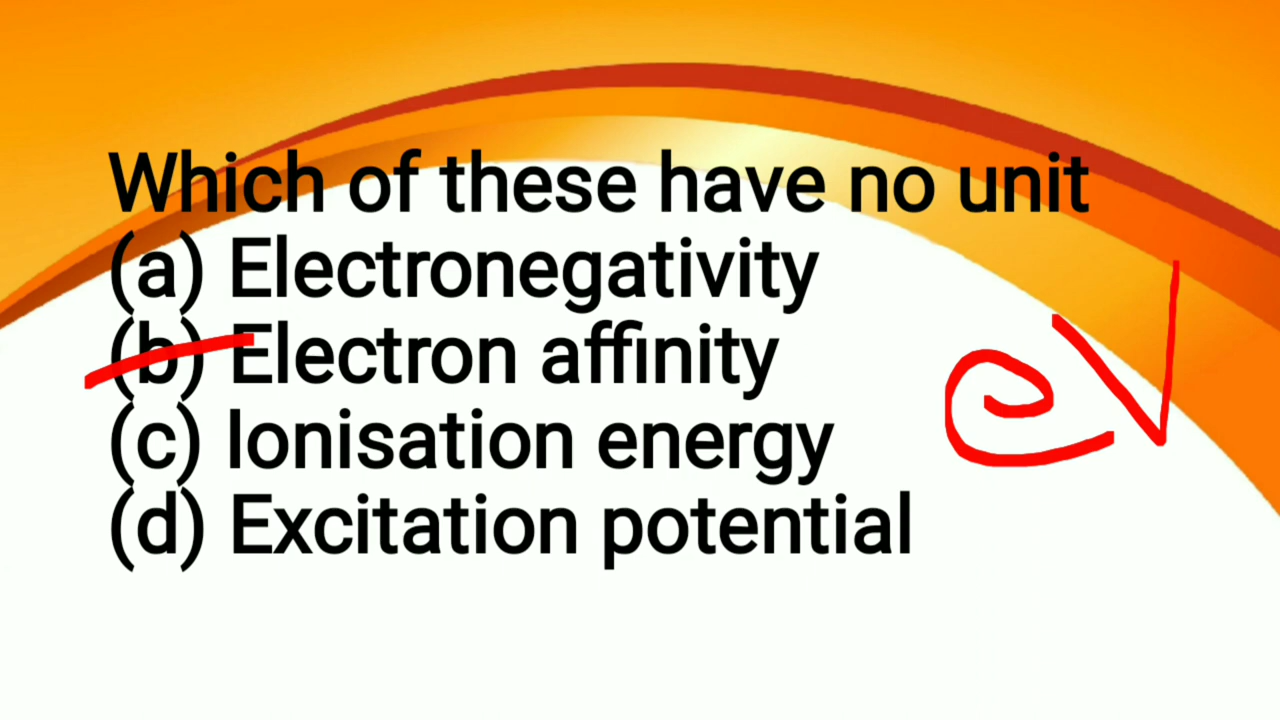 Which of these have no unit
(a) Electronegativity
(b) Electron affinity
(c) Ionisation energy
(d) Excitation potential
eV